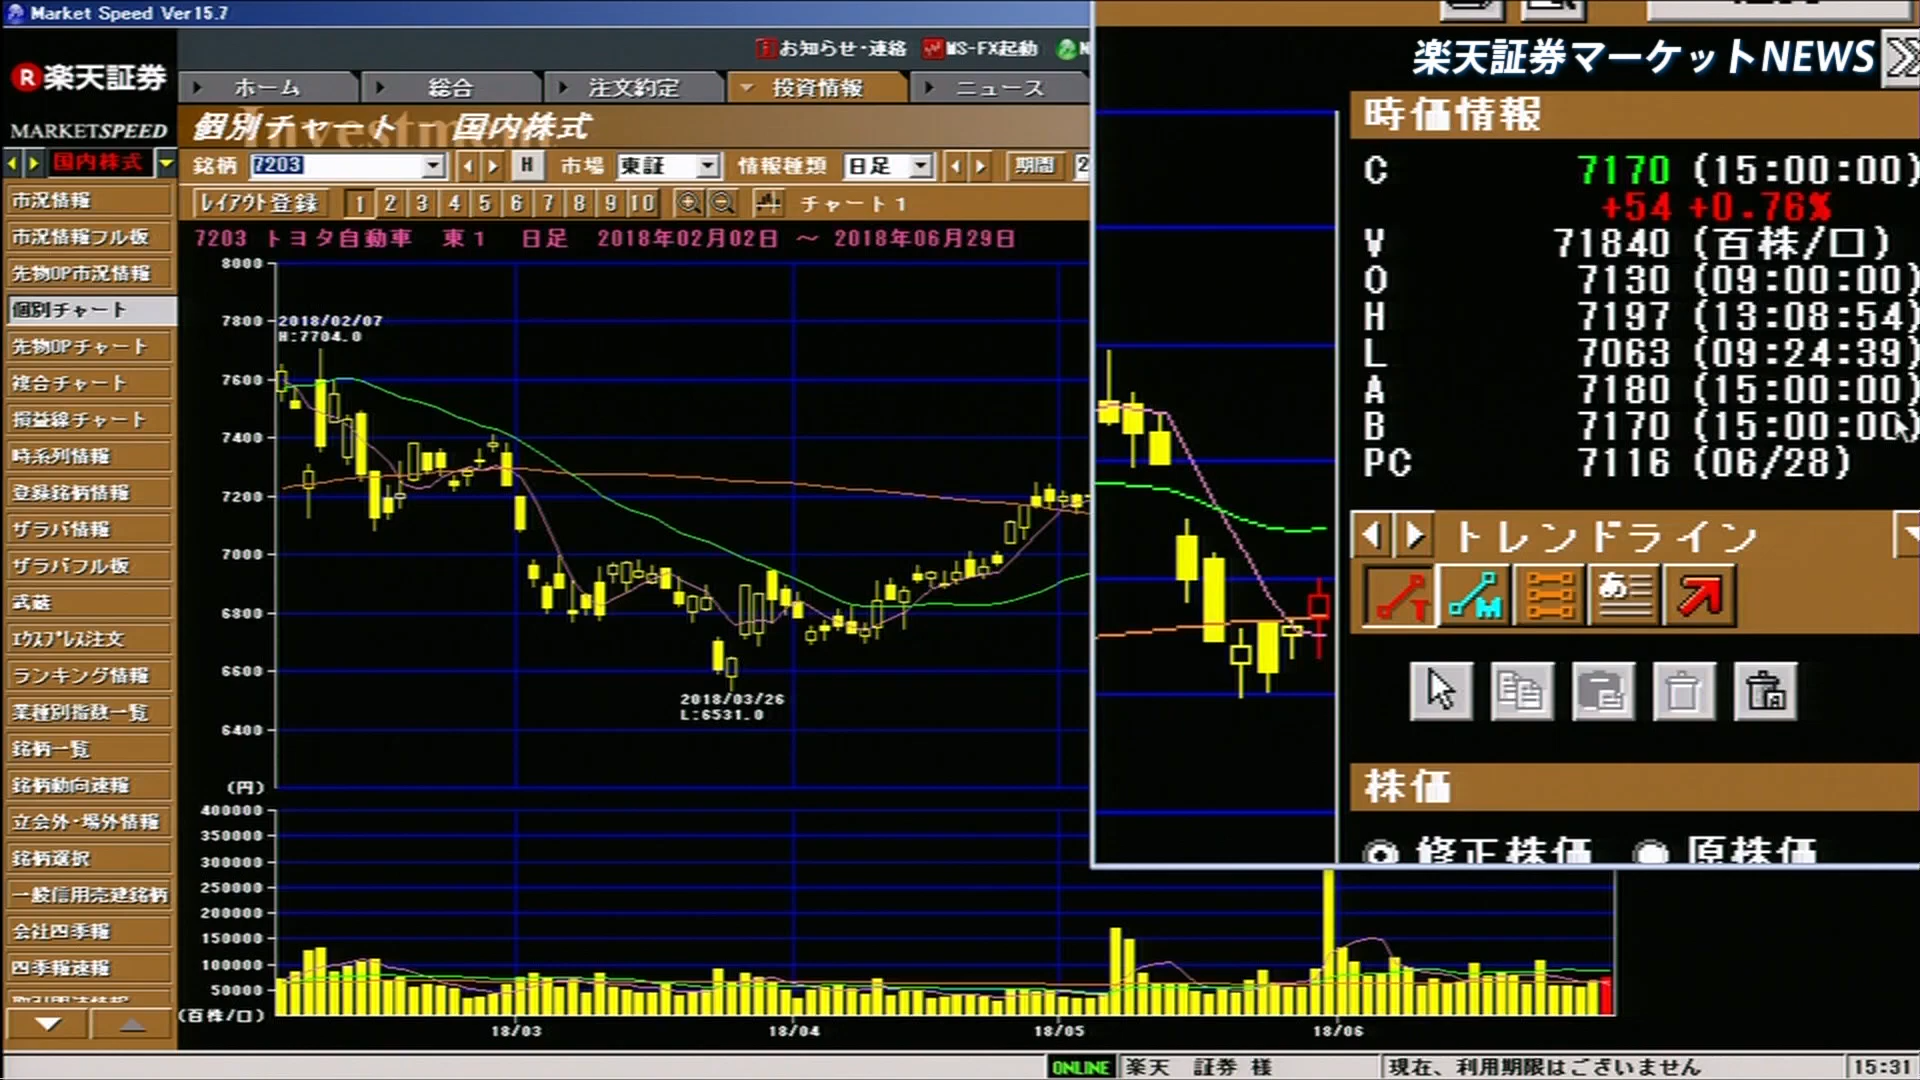 Market Speed Ver15.7
お知らせ・連絡 MS-FX起動 N
楽天証券マーケットNEWS
R楽天証券
MARKETSPEED
ホーム 総合 注文約定 投資情報 ニュース
個別チャート - 国内株式
Investment
国内株式
銘柄 7203 H 市場 東証 情報種類 日足 期間 2
レイアウト登録 1 2 3 4 5 6 7 8 9 10 チャート1
7203 トヨタ自動車 東1 日足 2018年02月02日 ～ 2018年06月29日
市況情報
市況情報フル板
先物OP市況情報
個別チャート
先物OPチャート
複合チャート
損益線チャート
時系列情報
登録銘柄情報
ザラバ情報
ザラバフル板
武蔵
エクスプレス注文
ランキング情報
業種別指数一覧
銘柄一覧
銘柄動向速報
立会外・場外情報
銘柄選択
一般信用売建銘柄
会社四季報
四季報速報
8000
7800
7600
7400
7200
7000
6800
6600
6400
(円)
2018/02/07
H:7704.0
2018/03/26
L:6531.0
400000
350000
300000
250000
200000
150000
100000
50000
(百株/口)
18/03 18/04 18/05 18/06
時価情報
C 7170 (15:00:00)
+54 +0.76%
V 71840 (百株/口)
O 7130 (09:00:00)
H 7197 (13:08:54)
L 7063 (09:24:39)
A 7180 (15:00:00)
B 7170 (15:00:00)
PC 7116 (06/28)
トレンドライン
T M あ
A
株価
修正株価 原株価
ONLINE 楽天 証券 様 現在、利用期限はございません 15:31